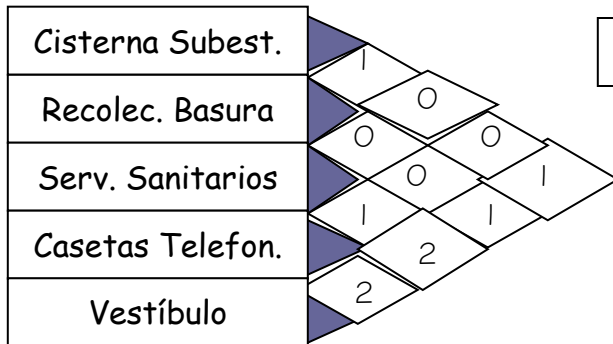 Cisterna Subest.
1
0
Recolec. Basura
0
0
Serv. Sanitarios
0
1
1
1
Casetas Telefon.
2
2
Vestíbulo